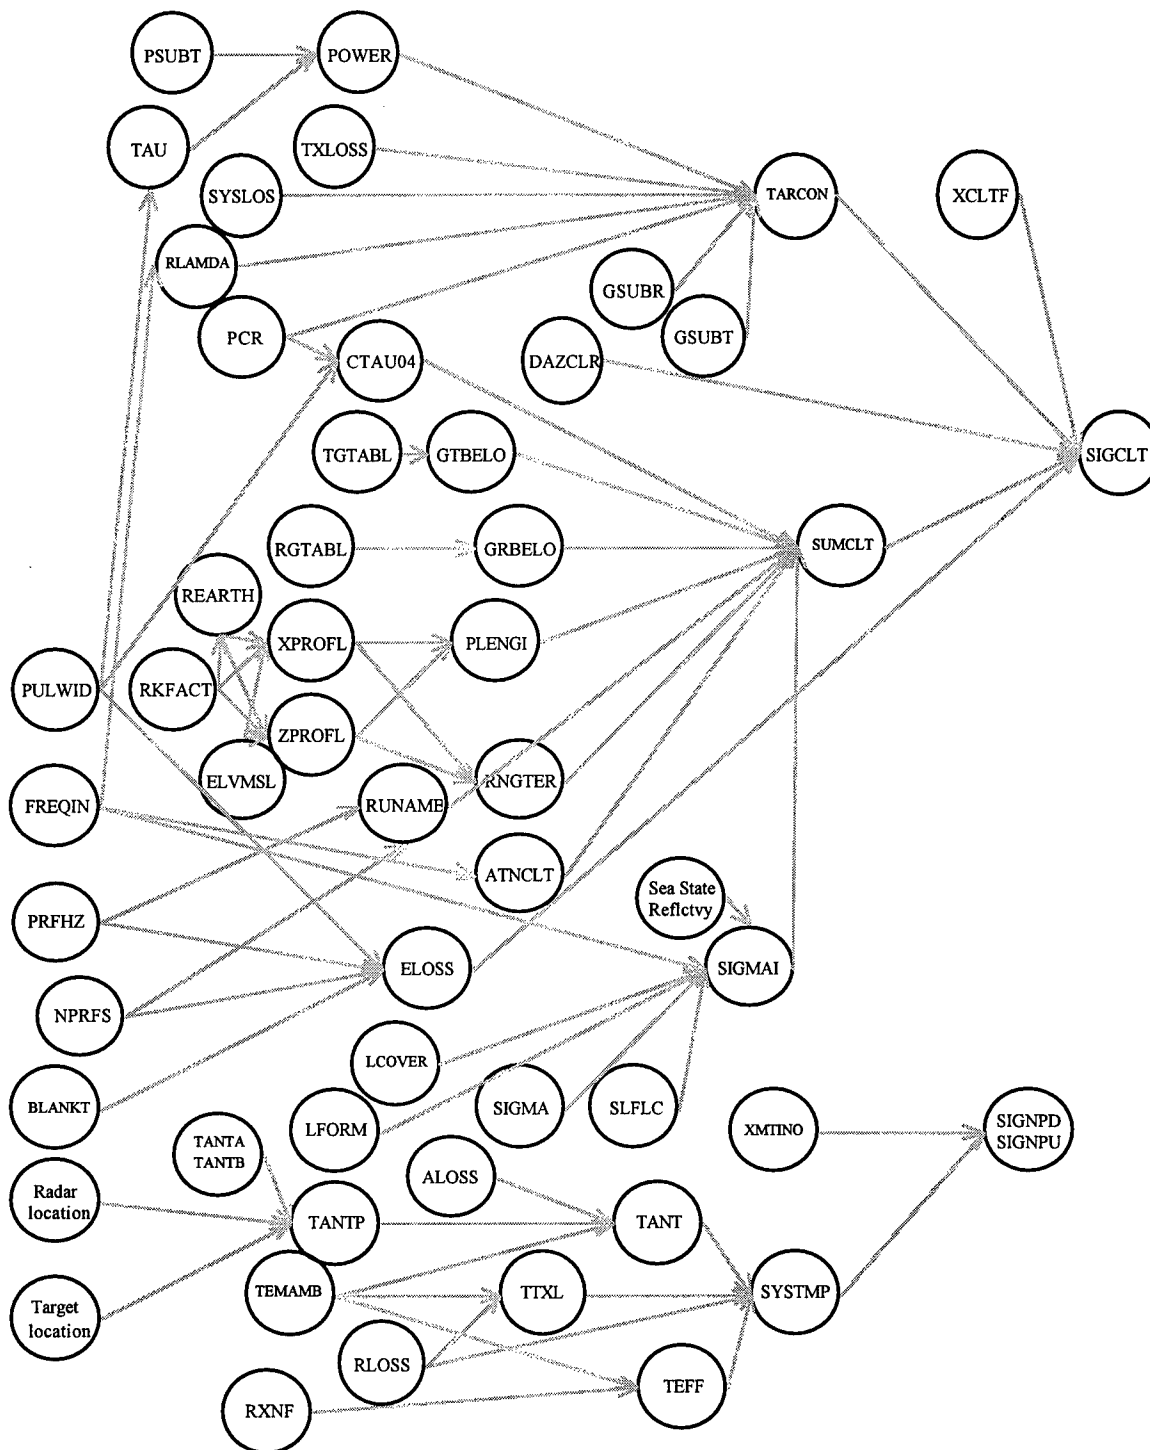 PSUBT
POWER
TAU
TXLOSS
SYSLOS
TARCON
XCLTF
RLAMDA
GSUBR
PCR
GSUBT
CTAU04
DAZCLR
TGTABL
GTBELO
SIGCLT
RGTABL
GRBELO
SUMCLT
REARTH
XPROFL
PLENGI
PULWID
RKFACT
ZPROFL
ELVMSL
RNGTER
FREQIN
RUNAME
ATNCLT
Sea State
Reflctvy
PRFHZ
ELOSS
SIGMAI
NPRFS
LCOVER
BLANKT
SIGMA
SLFLC
LFORM
XMTINO
SIGNPD
SIGNPU
TANTA
TANTB
ALOSS
Radar
location
TANTP
TANT
TEMAMB
TTXL
SYSTMP
Target
location
RLOSS
TEFF
RXNF